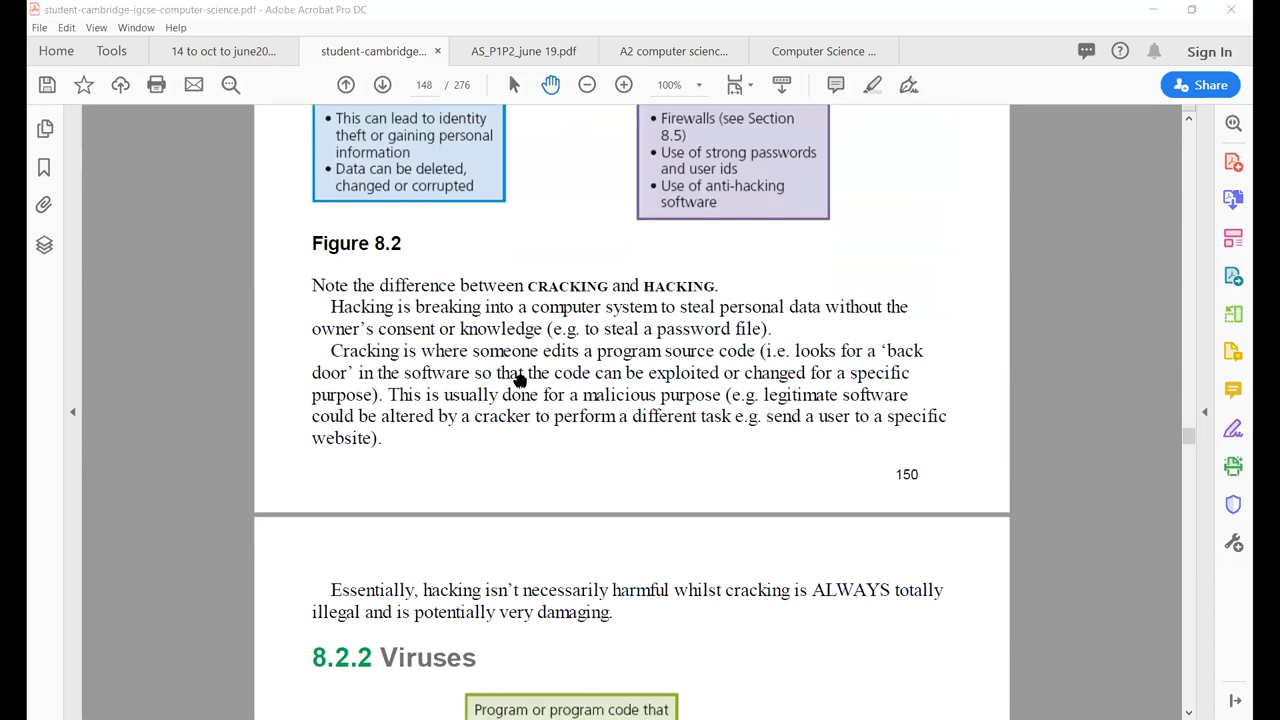 student-cambridge-igcse-computer-science.pdf - Adobe Acrobat Pro DC
File Edit View Window Help
Home Tools 14 to oct to june20... student-cambridge... × AS_P1P2_june 19.pdf A2 computer scienc... Computer Science ... Sign In
148 / 276 100% Share
• This can lead to identity
theft or gaining personal
information
• Data can be deleted,
changed or corrupted
• Firewalls (see Section
8.5)
• Use of strong passwords
and user ids
• Use of anti-hacking
software
Figure 8.2
Note the difference between CRACKING and HACKING.
Hacking is breaking into a computer system to steal personal data without the
owner’s consent or knowledge (e.g. to steal a password file).
Cracking is where someone edits a program source code (i.e. looks for a ‘back
door’ in the software so that the code can be exploited or changed for a specific
purpose). This is usually done for a malicious purpose (e.g. legitimate software
could be altered by a cracker to perform a different task e.g. send a user to a specific
website).
150
Essentially, hacking isn’t necessarily harmful whilst cracking is ALWAYS totally
illegal and is potentially very damaging.
8.2.2 Viruses
Program or program code that